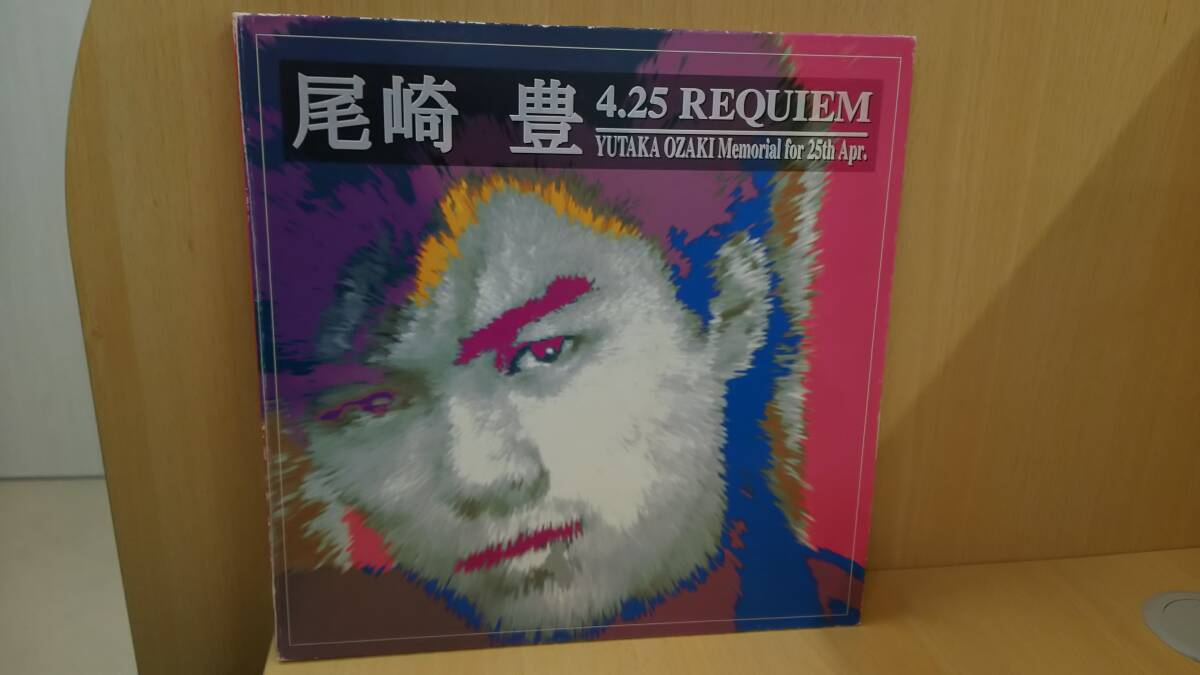 尾崎 豊
4.25 REQUIEM
YUTAKA OZAKI Memorial for 25th Apr.